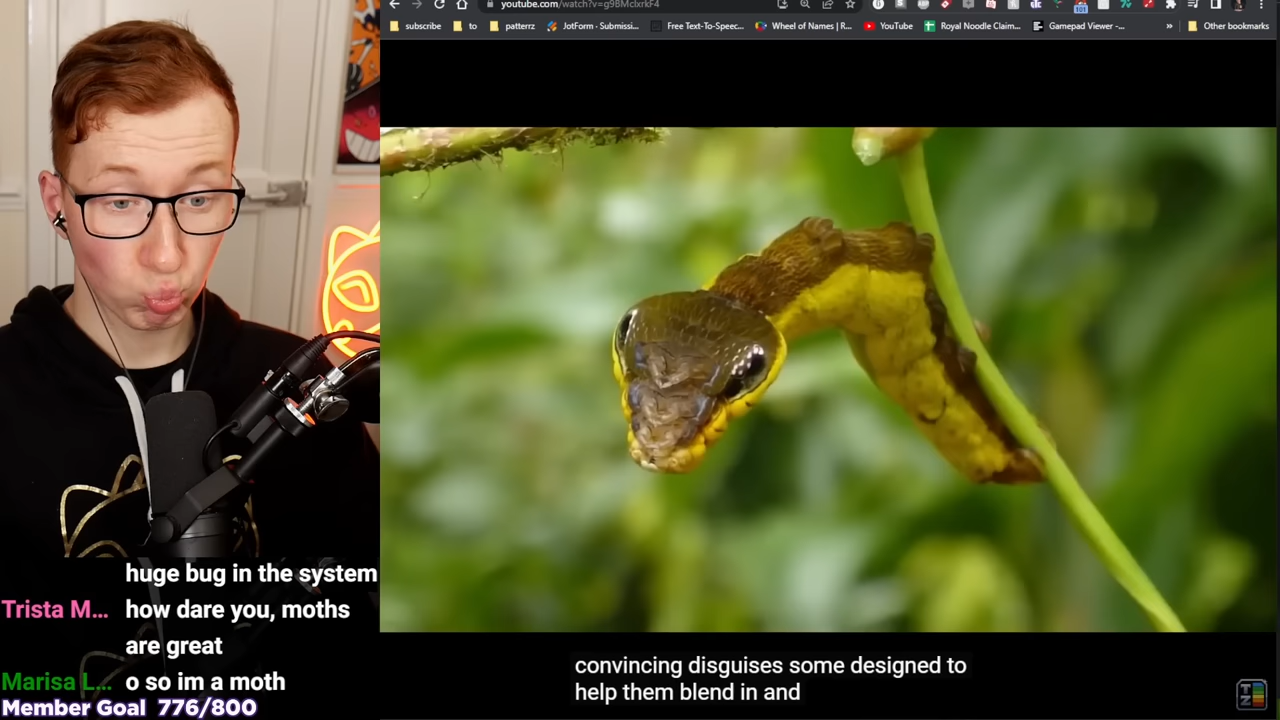 youtube.com/watch?v=g9BMclxrkF4
subscribe
to
patterrz
JotForm · Submissi...
Free Text-To-Speec...
Wheel of Names | R...
YouTube
Royal Noodle Claim...
Gamepad Viewer -...
»
Other bookmarks
huge bug in the system
Trista M... how dare you, moths
are great
Marisa L... o so im a moth
Member Goal 776/800
convincing disguises some designed to
help them blend in and
TZ